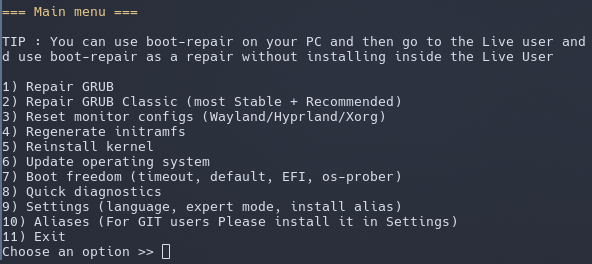 === Main menu ===
TIP : You can use boot-repair on your PC and then go to the Live user an
d use boot-repair as a repair without installing inside the Live User
1) Repair GRUB
2) Repair GRUB Classic (most Stable + Recommended)
3) Reset monitor configs (Wayland/Hyprland/Xorg)
4) Regenerate initramfs
5) Reinstall kernel
6) Update operating system
7) Boot freedom (timeout, default, EFI, os-prober)
8) Quick diagnostics
9) Settings (language, expert mode, install alias)
10) Aliases (For GIT users Please install it in Settings)
11) Exit
Choose an option >>